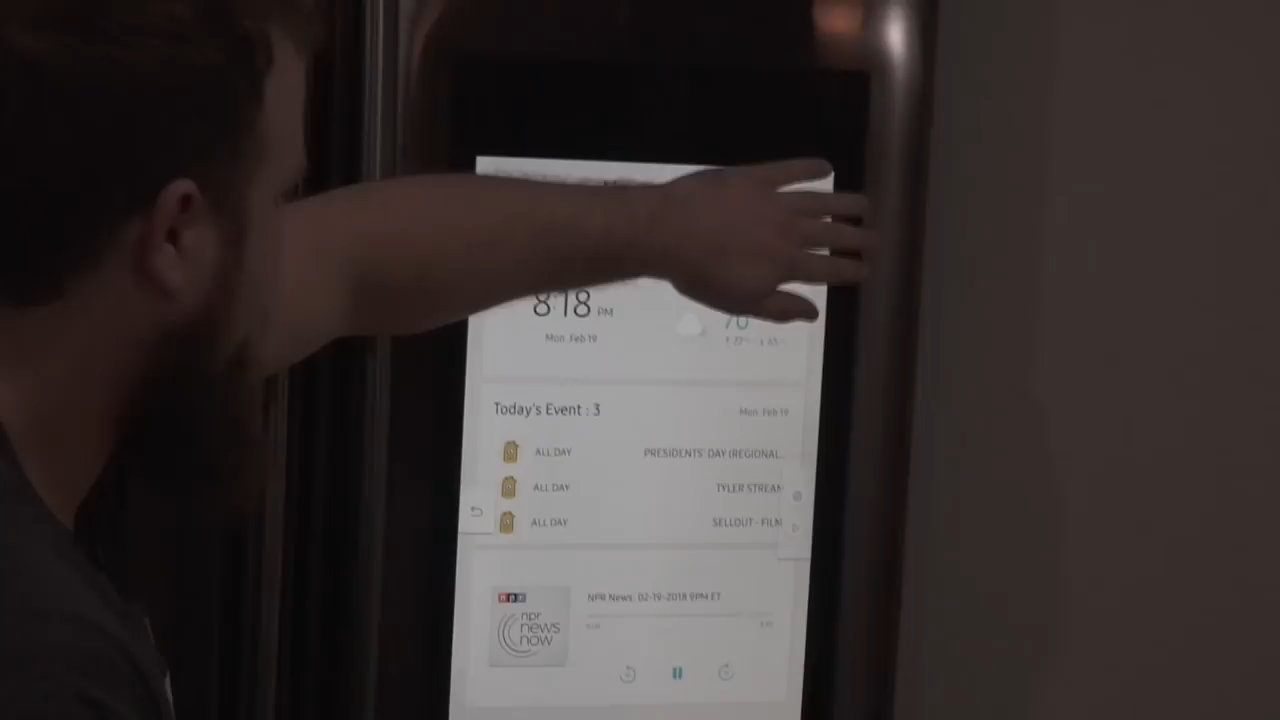 8:18 PM
Mon. Feb 19
Today's Event : 3
Mon. Feb 19
ALL DAY
PRESIDENTS' DAY (REGIONAL...
ALL DAY
TYLER STREAM
ALL DAY
SELLOUT - FILM
npr
npr
news
now
NPR News: 02-19-2018 9PM ET